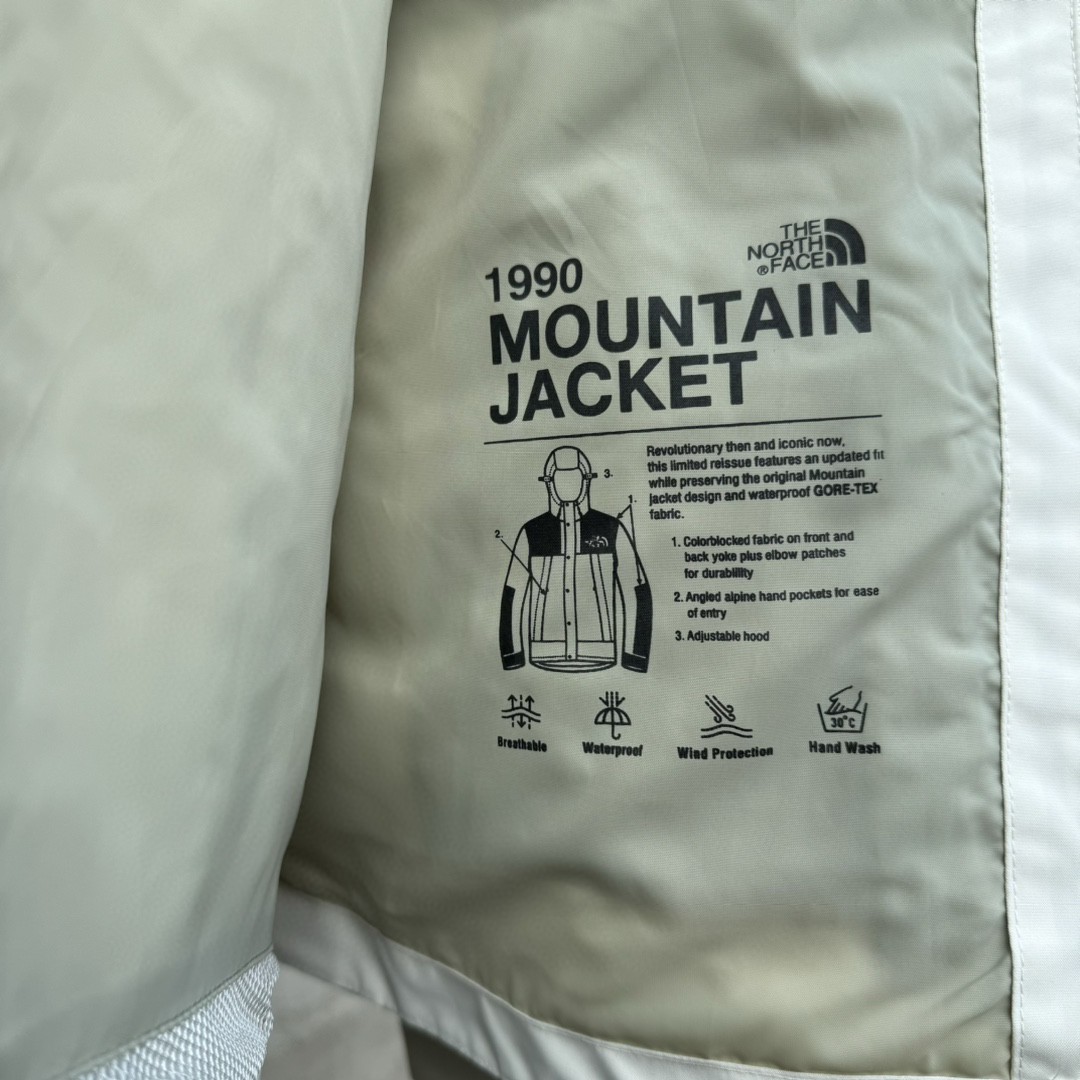 THE
NORTH
®FACE
1990
MOUNTAIN
JACKET
Revolutionary then and iconic now,
this limited reissue features an updated fit
while preserving the original Mountain
jacket design and waterproof GORE-TEX
fabric.
3.
1.
2.
1. Colorblocked fabric on front and
back yoke plus elbow patches
for durablility
2. Angled alpine hand pockets for ease
of entry
3. Adjustable hood
30°C
Breathable
Waterproof
Wind Protection
Hand Wash